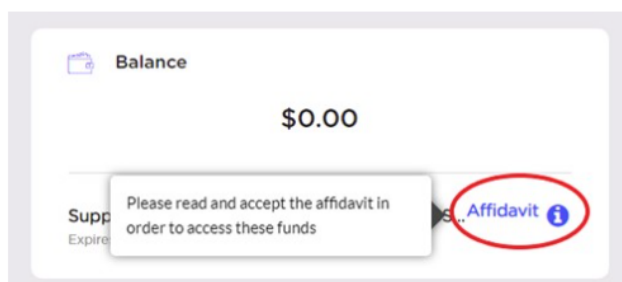 Balance
$0.00
Please read and accept the affidavit in
order to access these funds
Supp S...Affidavit
Expire